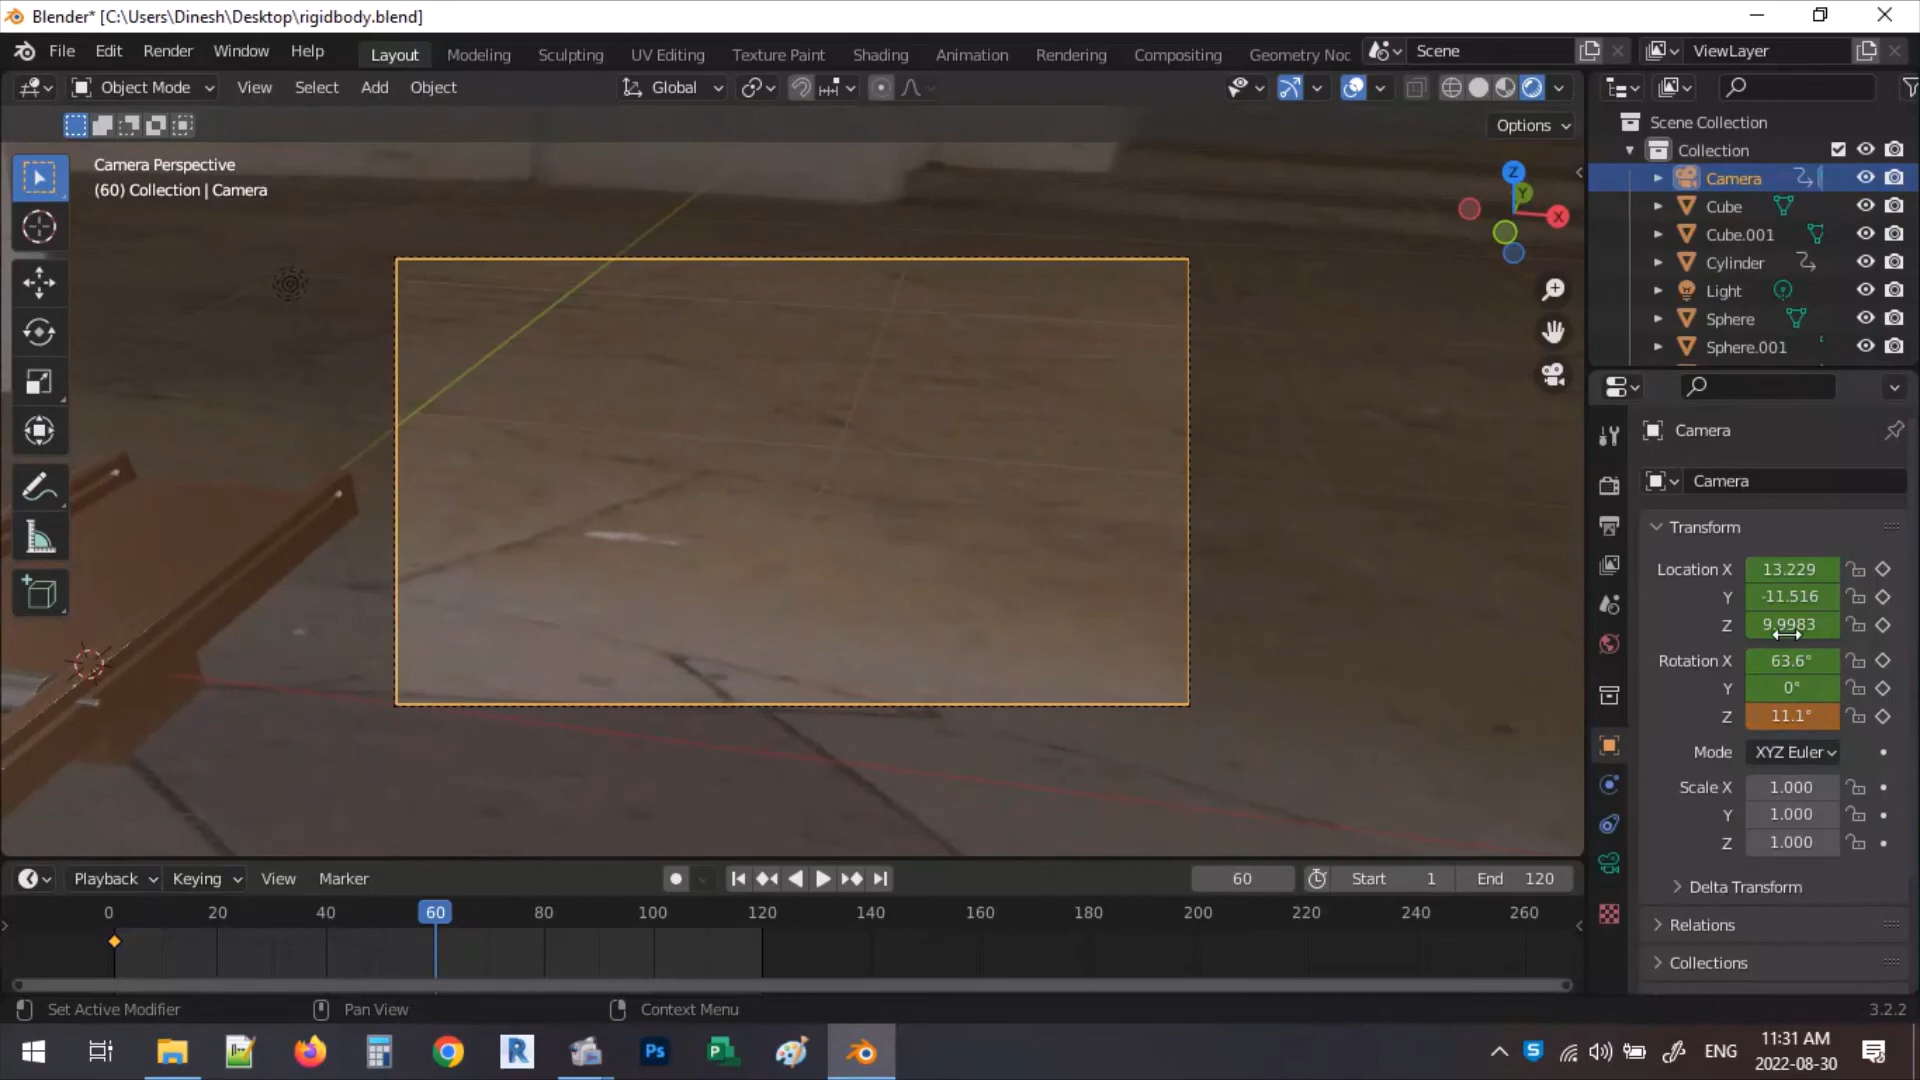 Blender* [C:\Users\Dinesh\Desktop\rigidbody.blend]
File Edit Render Window Help Layout Modeling Sculpting UV Editing Texture Paint Shading Animation Rendering Compositing Geometry Noc Scene ViewLayer
Object Mode View Select Add Object Global
Options
Camera Perspective
(60) Collection | Camera
Z
Y
X
Scene Collection
Collection
Camera
Cube
Cube.001
Cylinder
Light
Sphere
Sphere.001
Camera
Camera
Transform
Location X 13.229
Y -11.516
Z 9.9983
Rotation X 63.6°
Y 0°
Z 11.1°
Mode XYZ Euler
Scale X 1.000
Y 1.000
Z 1.000
Delta Transform
Relations
Collections
Playback Keying View Marker 60 Start 1 End 120
0 20 40 60 80 100 120 140 160 180 200 220 240 260
Set Active Modifier Pan View Context Menu 3.2.2
R Ps P S ENG 11:31 AM
2022-08-30